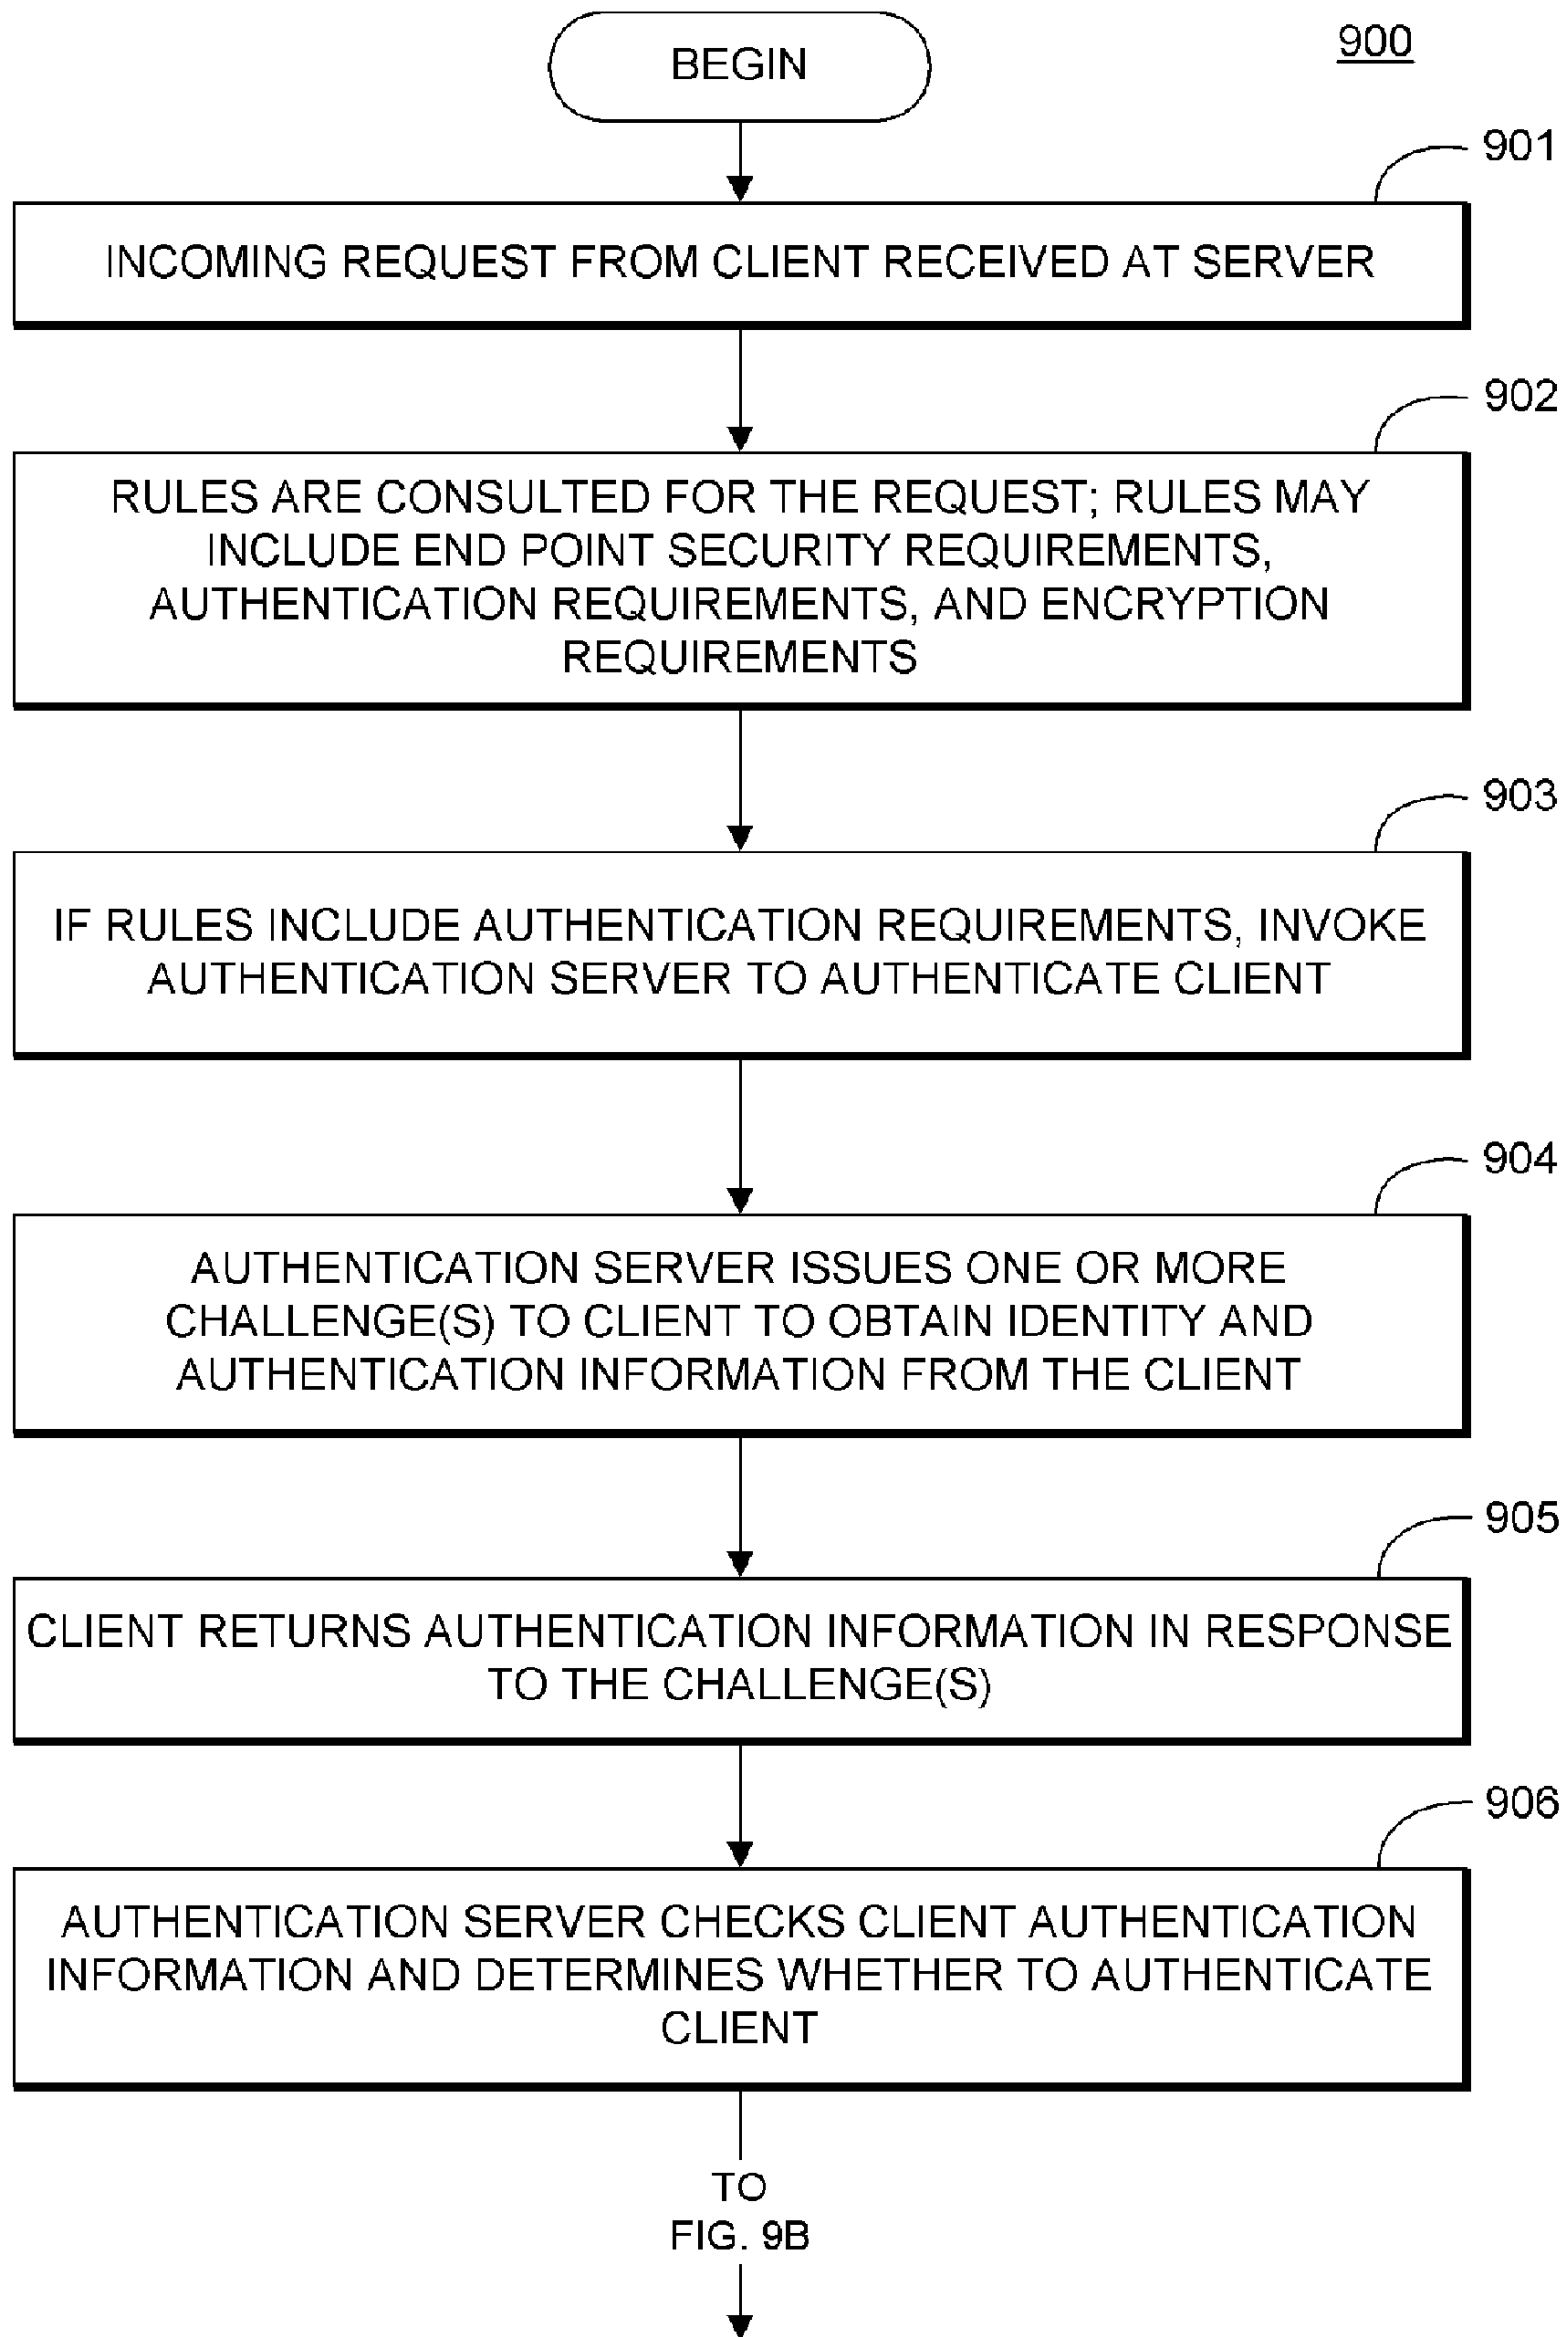 BEGIN
900
901
INCOMING REQUEST FROM CLIENT RECEIVED AT SERVER
902
RULES ARE CONSULTED FOR THE REQUEST; RULES MAY
INCLUDE END POINT SECURITY REQUIREMENTS,
AUTHENTICATION REQUIREMENTS, AND ENCRYPTION
REQUIREMENTS
903
IF RULES INCLUDE AUTHENTICATION REQUIREMENTS, INVOKE
AUTHENTICATION SERVER TO AUTHENTICATE CLIENT
904
AUTHENTICATION SERVER ISSUES ONE OR MORE
CHALLENGE(S) TO CLIENT TO OBTAIN IDENTITY AND
AUTHENTICATION INFORMATION FROM THE CLIENT
905
CLIENT RETURNS AUTHENTICATION INFORMATION IN RESPONSE
TO THE CHALLENGE(S)
906
AUTHENTICATION SERVER CHECKS CLIENT AUTHENTICATION
INFORMATION AND DETERMINES WHETHER TO AUTHENTICATE
CLIENT
TO
FIG. 9B